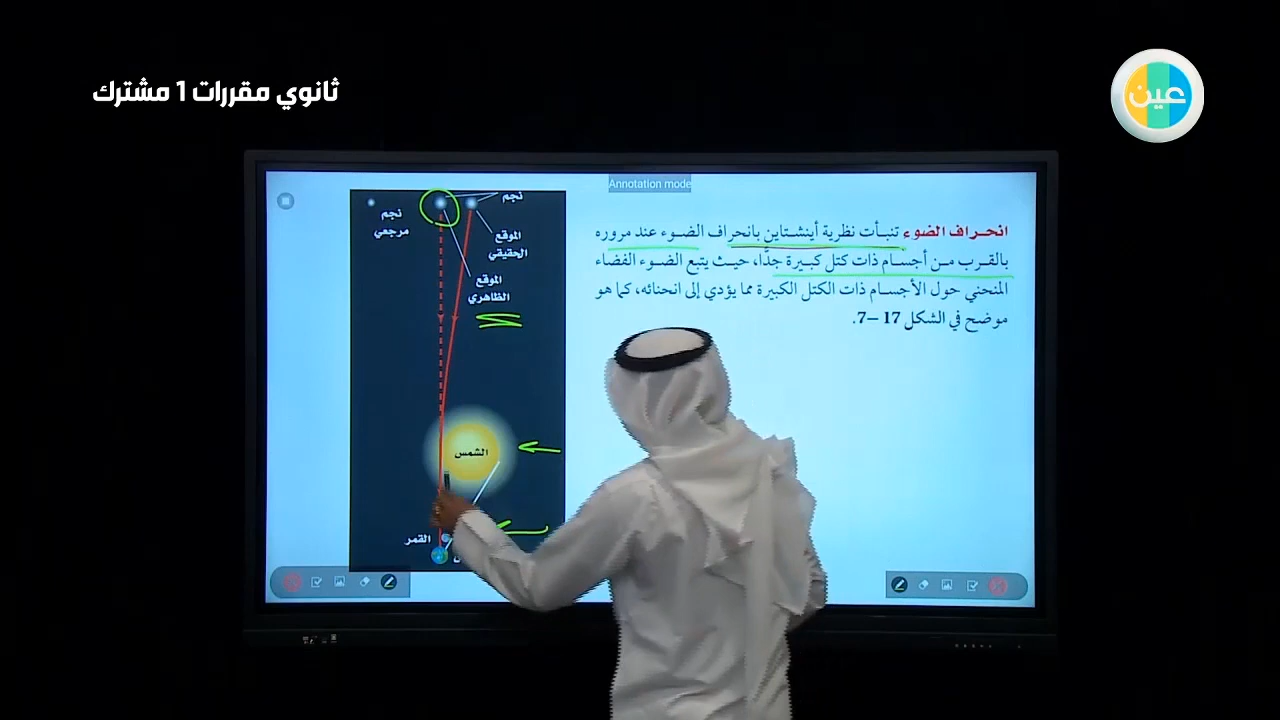 ثانوي مقررات 1 مشترك
عين
Annotation mode
انحراف الضوء تنبأت نظرية أينشتاين بانحراف الضوء عند مروره
بالقرب من أجسام ذات كتل كبيرة جدًّا، حيث يتبع الضوء الفضاء
المنحني حول الأجسام ذات الكتل الكبيرة مما يؤدي إلى انحنائه، كما هو
موضح في الشكل 17 –7.
نجم
نجم
مرجعي
الموقع
الحقيقي
الموقع
الظاهري
الشمس
القمر